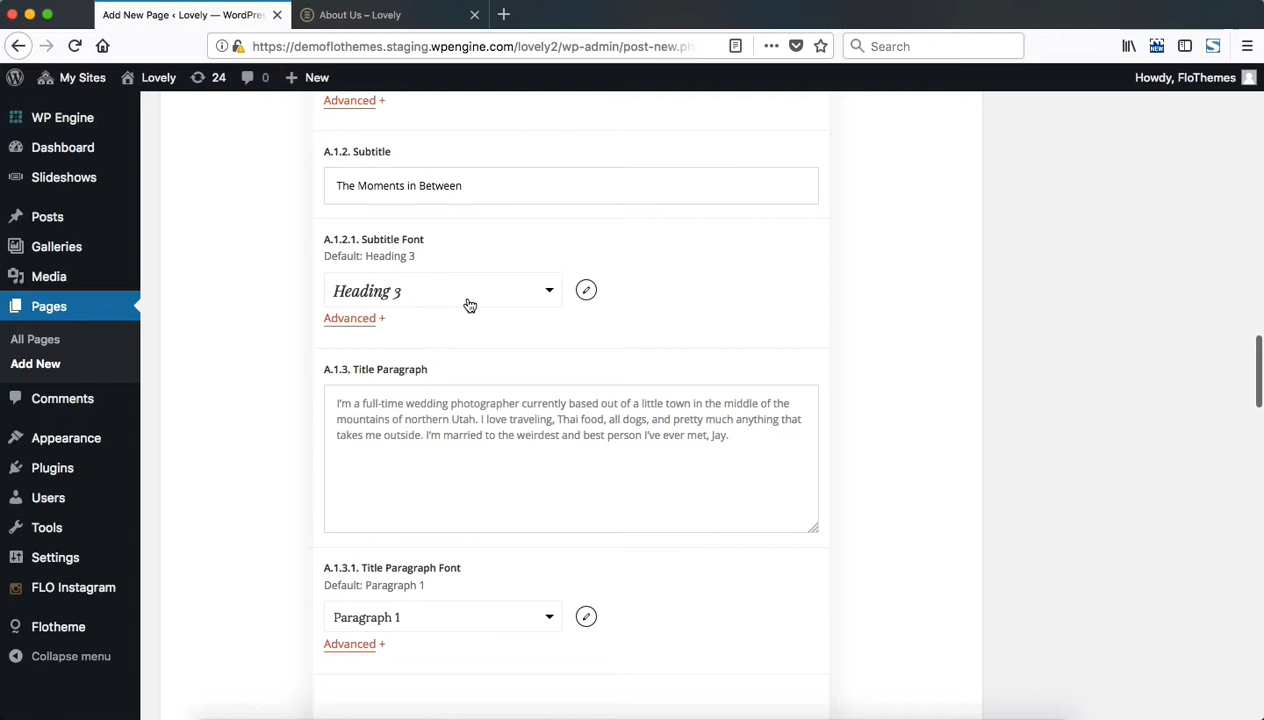 Add New Page ‹ Lovely — WordPres
About Us – Lovely
https://demoflothemes.staging.wpengine.com/lovely2/wp-admin/post-new.ph
Search
NEW
My Sites
Lovely
24
0
New
Howdy, FloThemes
WP Engine
Dashboard
Slideshows
Posts
Galleries
Media
Pages
All Pages
Add New
Comments
Appearance
Plugins
Users
Tools
Settings
FLO Instagram
Flotheme
Collapse menu
Advanced +
A.1.2. Subtitle
The Moments in Between
A.1.2.1. Subtitle Font
Default: Heading 3
Heading 3
Advanced +
A.1.3. Title Paragraph
I'm a full-time wedding photographer currently based out of a little town in the middle of the
mountains of northern Utah. I love traveling, Thai food, all dogs, and pretty much anything that
takes me outside. I'm married to the weirdest and best person I've ever met, Jay.
A.1.3.1. Title Paragraph Font
Default: Paragraph 1
Paragraph 1
Advanced +